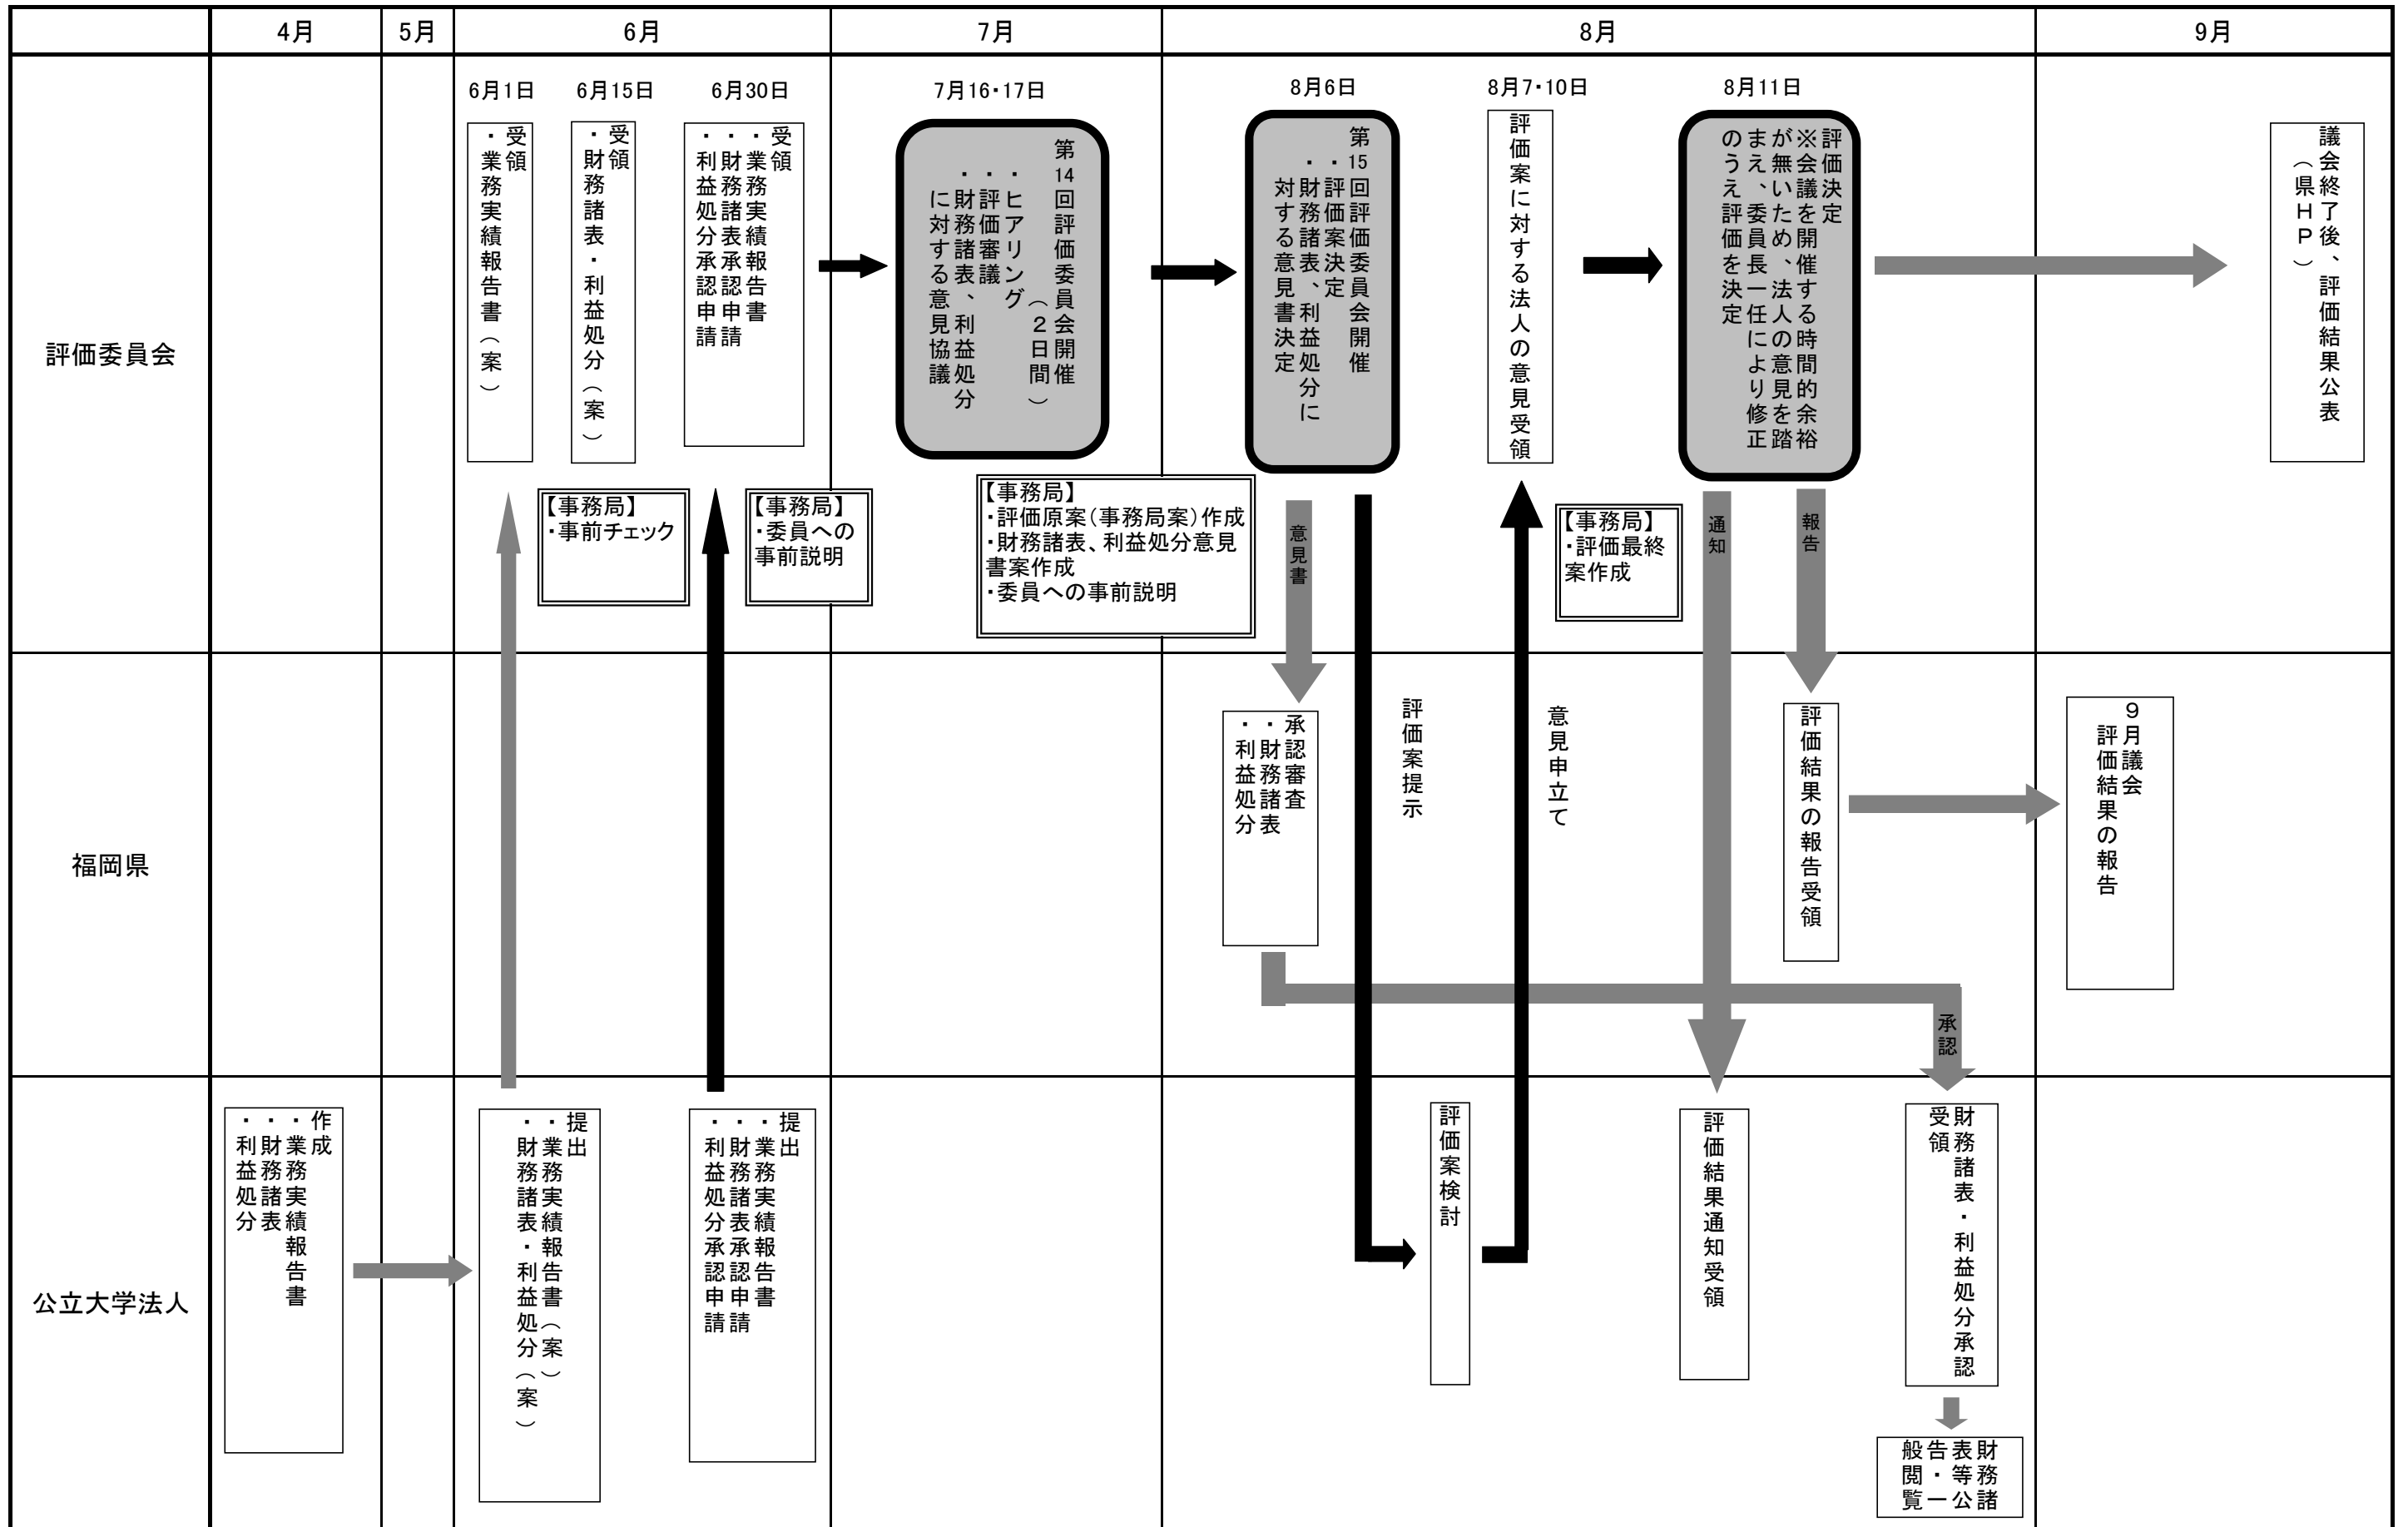 4月
5月
6月
7月
8月
9月
評価委員会
6月1日
受領
・業務実績報告書（案）
6月15日
受領
・財務諸表・利益処分（案）
6月30日
受領
・業務実績報告書
・財務諸表承認申請
・利益処分承認申請
7月16・17日
第14回評価委員会開催
（２日間）
・ヒアリング
・評価審議
・財務諸表、利益処分
に対する意見協議
8月6日
第15回評価委員会開催
・評価案決定
・財務諸表、利益処分に
対する意見書決定
8月7・10日
評価案に対する法人の意見受領
8月11日
評価決定
※会議を開催する時間的余裕
が無いため、法人の意見を踏
まえ、委員長一任により修正
のうえ評価を決定
議会終了後、評価結果公表
（県ＨＰ）
【事務局】
・事前チェック
【事務局】
・委員への
事前説明
【事務局】
・評価原案（事務局案）作成
・財務諸表、利益処分意見
書案作成
・委員への事前説明
意見書
【事務局】
・評価最終
案作成
通知
報告
福岡県
承認審査
・財務諸表
・利益処分
評価案提示
意見申立て
評価結果の報告受領
９月議会
評価結果の報告
承認
公立大学法人
作成
・業務実績報告書
・財務諸表
・利益処分
提出
・業務実績報告書（案）
・財務諸表・利益処分（案）
提出
・業務実績報告書
・財務諸表承認申請
・利益処分承認申請
評価案検討
評価結果通知受領
財務諸表・利益処分承認
受領
財務諸
表等公
告・一
般閲覧